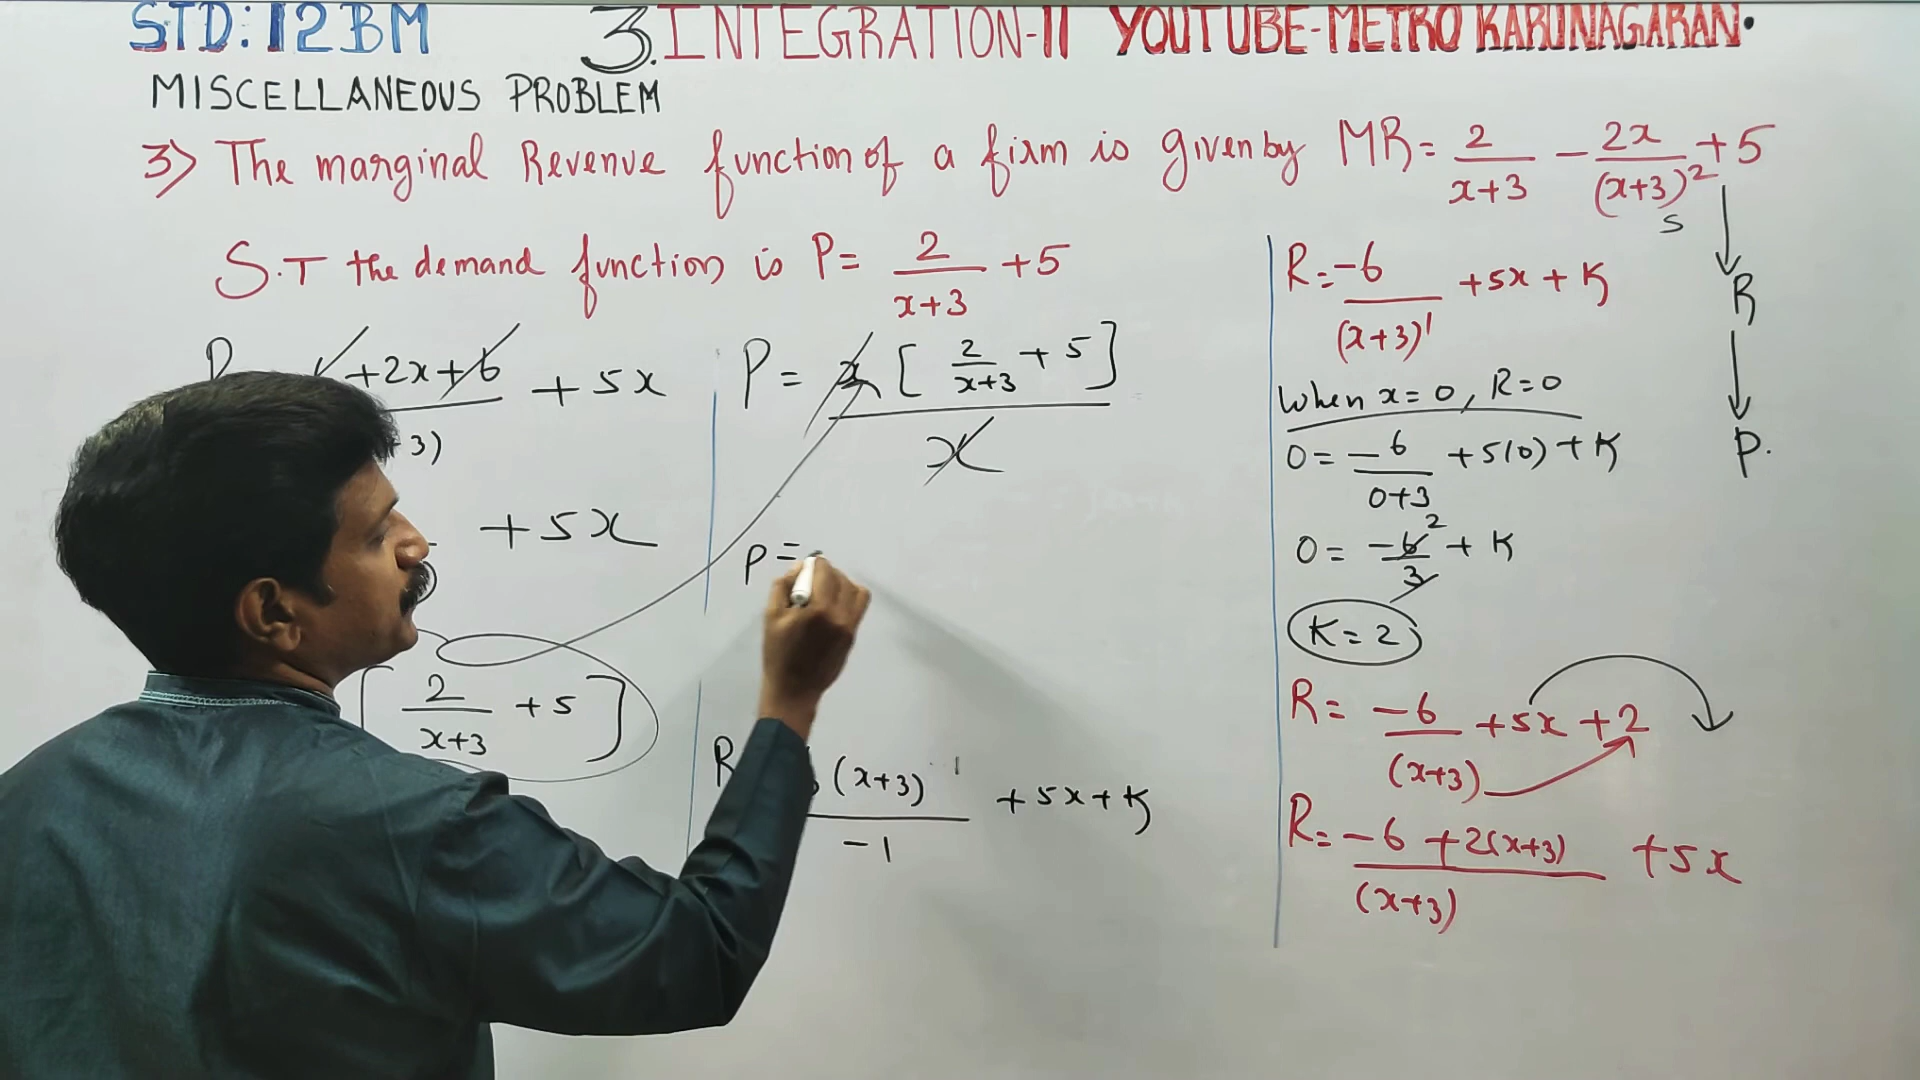 STD: 12 BM 3. INTEGRATION-II YOUTUBE-METRO KARUNAGARAN.
MISCELLANEOUS PROBLEM
3) The marginal Revenue function of a firm is given by MR = 2/(x+3) - 2x/(x+3)² + 5
S
S.T the demand function is P = 2/(x+3) + 5
+2x+6 + 5x
3)
+5x
[2/(x+3) + 5]
P = x[2/(x+3) + 5]/x
P =
R (x+3)¹/-1 + 5x + K
R = -6/(x+3)¹ + 5x + K
When x = 0, R = 0
0 = -6/(0+3) + 5(0) + K
0 = -6²/3 + K
K = 2
R = -6/(x+3) + 5x + 2
R = -6 + 2(x+3)/(x+3) + 5x
R
P.